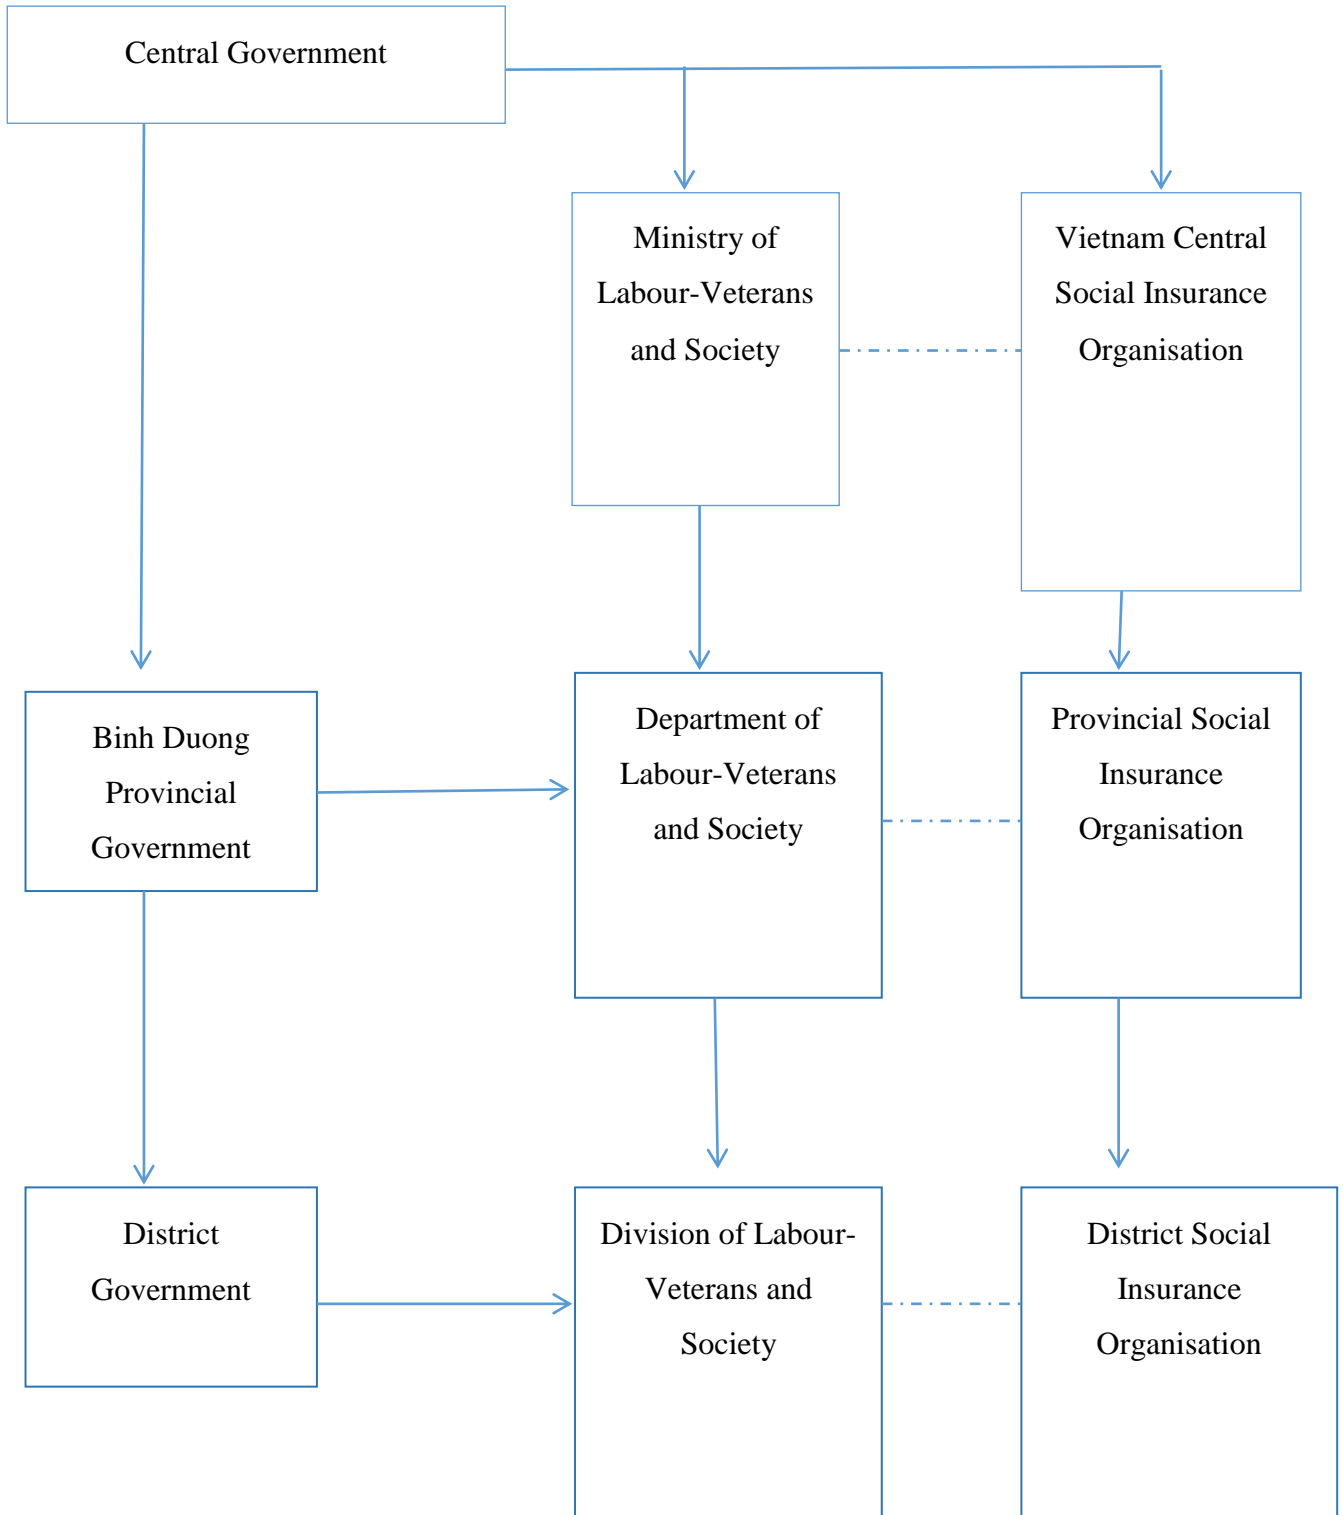 Central Government
Ministry of
Labour-Veterans
and Society
Vietnam Central
Social Insurance
Organisation
Binh Duong
Provincial
Government
Department of
Labour-Veterans
and Society
Provincial Social
Insurance
Organisation
District
Government
Division of Labour-
Veterans and
Society
District Social
Insurance
Organisation